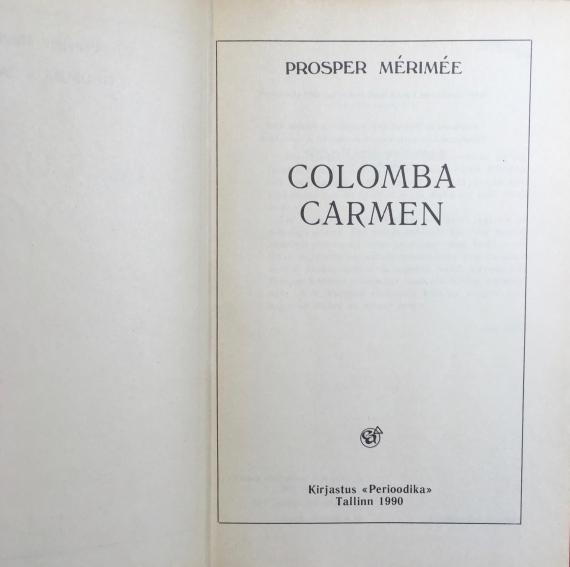 PROSPER MÉRIMÉE
COLOMBA
CARMEN
Kirjastus «Perioodika»
Tallinn 1990